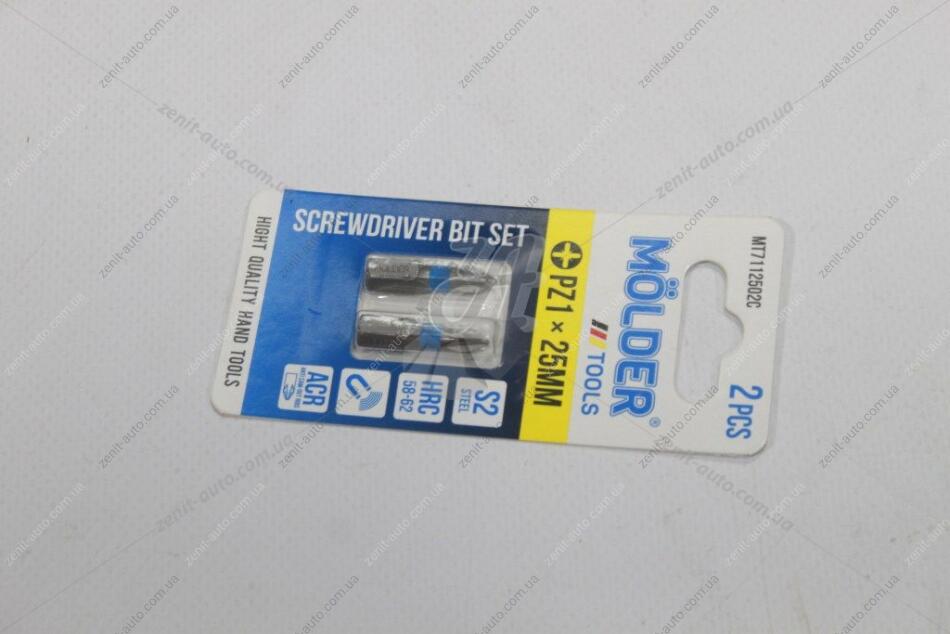 MT7112502C
2 PCS
MÖLDER®
TOOLS
PZ1 × 25MM
SCREWDRIVER BIT SET
S2
STEEL
HRC
58-62
ACR
HIGHT QUALITY HAND TOOLS
zenit-auto.com.ua